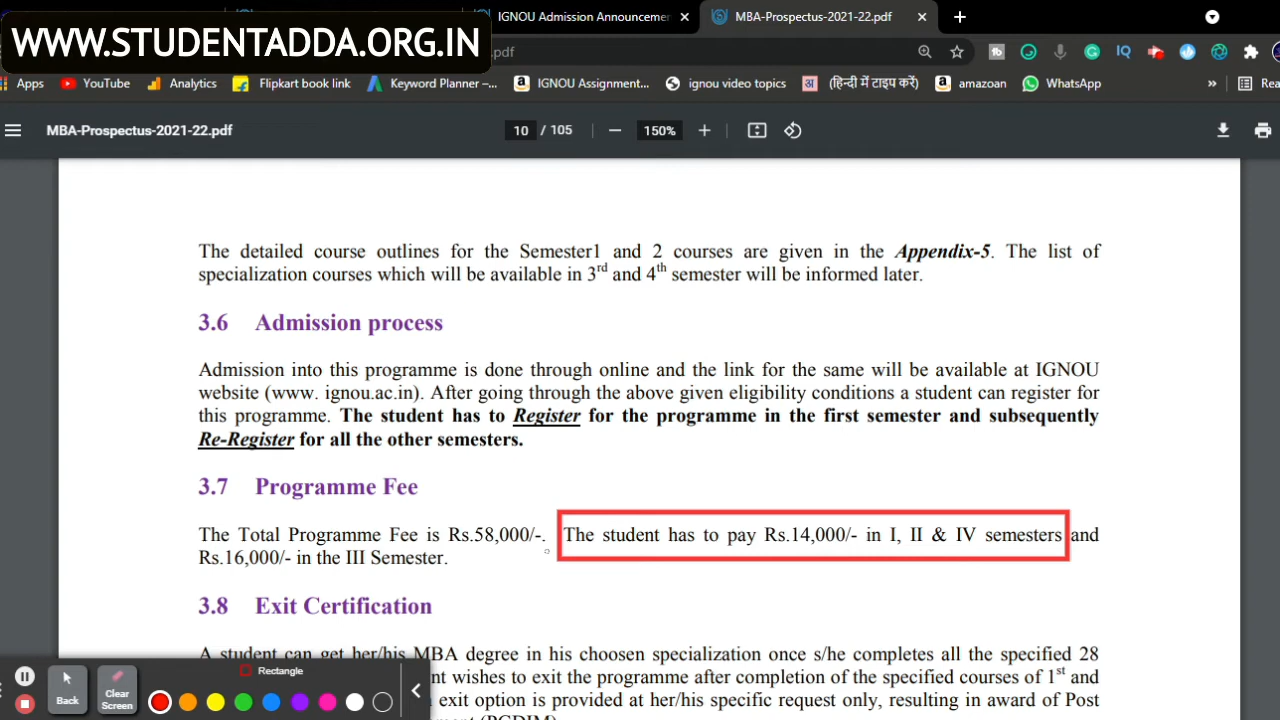 WWW.STUDENTADDA.ORG.IN
IGNOU Admission Announcemen
MBA-Prospectus-2021-22.pdf
.pdf
Apps YouTube Analytics Flipkart book link Keyword Planner –... IGNOU Assignment... ignou video topics (हिन्दी में टाइप करें) amazoan WhatsApp » Rea
MBA-Prospectus-2021-22.pdf 10 / 105 — 150% +
The detailed course outlines for the Semester1 and 2 courses are given in the Appendix-5. The list of
specialization courses which will be available in 3rd and 4th semester will be informed later.
3.6 Admission process
Admission into this programme is done through online and the link for the same will be available at IGNOU
website (www. ignou.ac.in). After going through the above given eligibility conditions a student can register for
this programme. The student has to Register for the programme in the first semester and subsequently
Re-Register for all the other semesters.
3.7 Programme Fee
The Total Programme Fee is Rs.58,000/-. The student has to pay Rs.14,000/- in I, II & IV semesters and
Rs.16,000/- in the III Semester.
3.8 Exit Certification
A student can get her/his MBA degree in his choosen specialization once s/he completes all the specified 28
nt wishes to exit the programme after completion of the specified courses of 1st and
exit option is provided at her/his specific request only, resulting in award of Post
Rectangle
Back
Clear
Screen